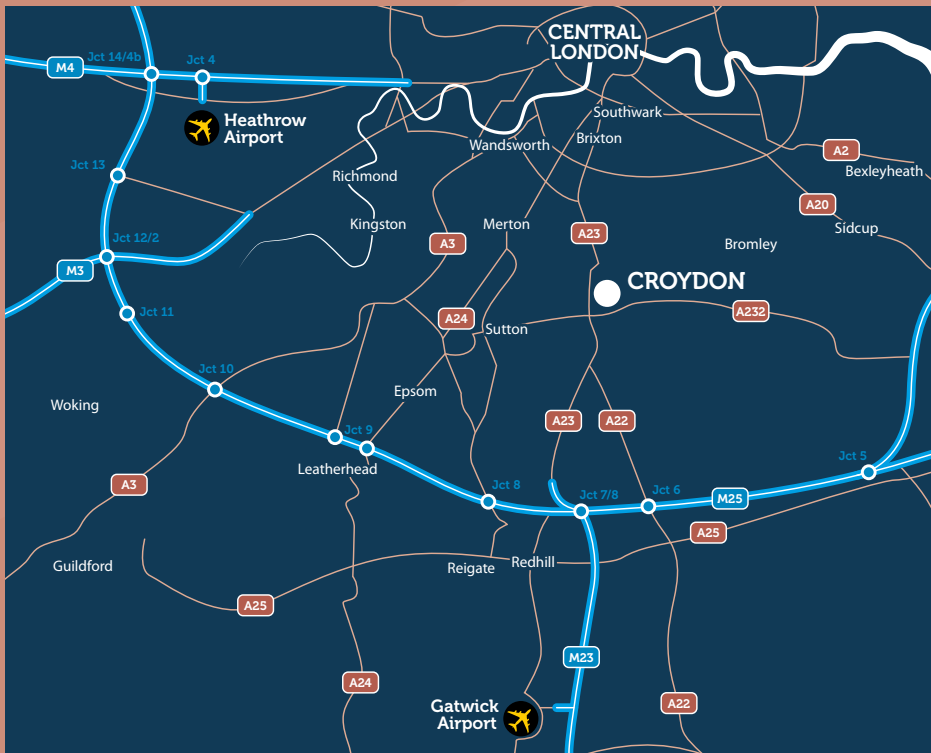 CENTRAL
LONDON
Jct 14/4b
Jct 4
M4
Heathrow
Airport
Southwark
Wandsworth
Brixton
A2
Bexleyheath
Jct 13
Richmond
A20
Kingston
Merton
A23
Sidcup
Jct 12/2
A3
Bromley
M3
CROYDON
Jct 11
A24
A232
Sutton
Jct 10
Epsom
Woking
A23
A22
Jct 9
Leatherhead
Jct 5
A3
Jct 8
Jct 7/8
Jct 6
M25
A25
Guildford
Reigate
Redhill
A25
M23
A24
A22
Gatwick
Airport